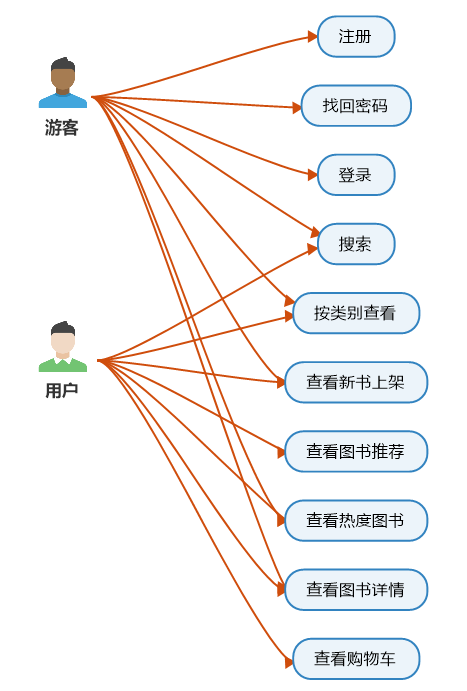 注册
找回密码
游客
登录
搜索
按类别查看
查看新书上架
用户
查看图书推荐
查看热度图书
查看图书详情
查看购物车